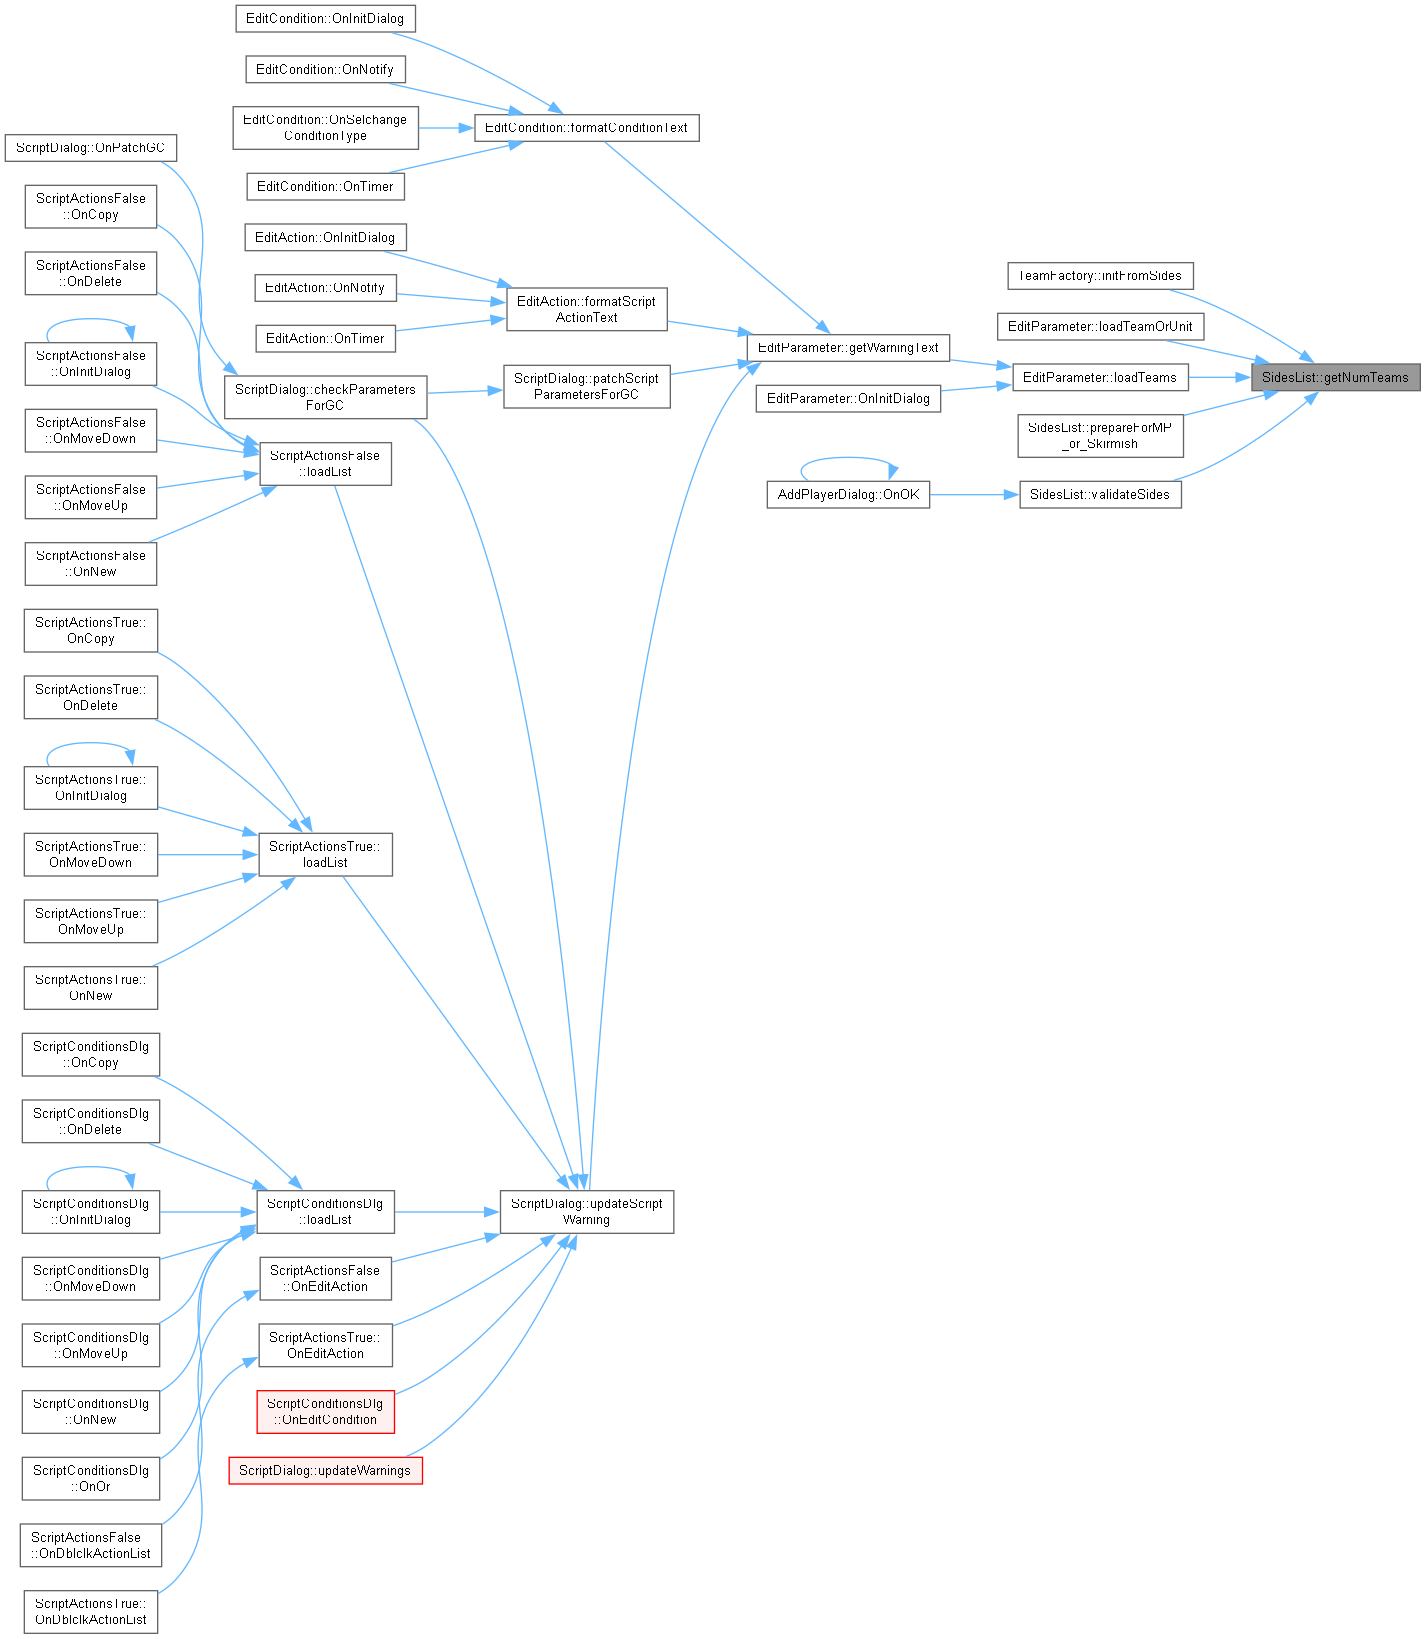 EditCondition::OnInitDialog
EditCondition::OnNotify
EditCondition::OnSelchange
ConditionType
EditCondition::formatConditionText
EditCondition::OnTimer
ScriptDialog::OnPatchGC
ScriptActionsFalse
::OnCopy
ScriptActionsFalse
::OnDelete
ScriptActionsFalse
::OnInitDialog
ScriptActionsFalse
::OnMoveDown
ScriptActionsFalse
::OnMoveUp
ScriptActionsFalse
::OnNew
EditAction::OnInitDialog
EditAction::OnNotify
EditAction::OnTimer
EditAction::formatScript
ActionText
ScriptDialog::checkParameters
ForGC
ScriptDialog::patchScript
ParametersForGC
ScriptActionsFalse
::loadList
EditParameter::getWarningText
EditParameter::OnInitDialog
AddPlayerDialog::OnOK
TeamFactory::initFromSides
EditParameter::loadTeamOrUnit
EditParameter::loadTeams
SidesList::prepareForMP
_or_Skirmish
SidesList::validateSides
SidesList::getNumTeams
ScriptActionsTrue::
OnCopy
ScriptActionsTrue::
OnDelete
ScriptActionsTrue::
OnInitDialog
ScriptActionsTrue::
OnMoveDown
ScriptActionsTrue::
OnMoveUp
ScriptActionsTrue::
OnNew
ScriptActionsTrue::
loadList
ScriptConditionsDlg
::OnCopy
ScriptConditionsDlg
::OnDelete
ScriptConditionsDlg
::OnInitDialog
ScriptConditionsDlg
::OnMoveDown
ScriptConditionsDlg
::OnMoveUp
ScriptConditionsDlg
::OnNew
ScriptConditionsDlg
::OnOr
ScriptActionsFalse
::OnDblclkActionList
ScriptActionsTrue::
OnDblclkActionList
ScriptConditionsDlg
::loadList
ScriptActionsFalse
::OnEditAction
ScriptActionsTrue::
OnEditAction
ScriptConditionsDlg
::OnEditCondition
ScriptDialog::updateWarnings
ScriptDialog::updateScript
Warning